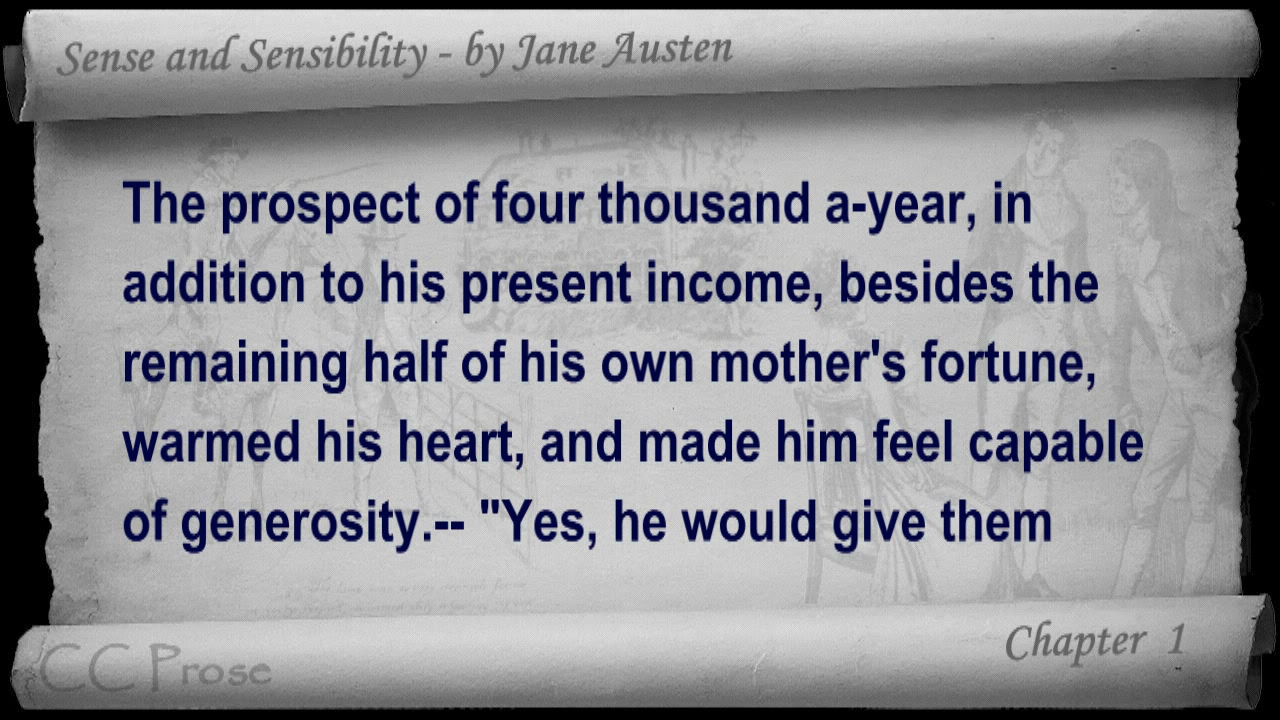 Sense and Sensibility - by Jane Austen
The prospect of four thousand a-year, in
addition to his present income, besides the
remaining half of his own mother's fortune,
warmed his heart, and made him feel capable
of generosity.-- "Yes, he would give them
Chapter 1
CC Prose